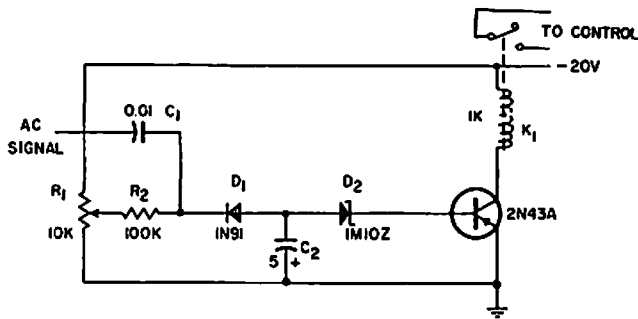 TO CONTROL
-20V
0.01 C1
1K
K1
AC
SIGNAL
R1
R2
D1
D2
2N43A
10K
100K
1N91
1M10Z
C2
5 +